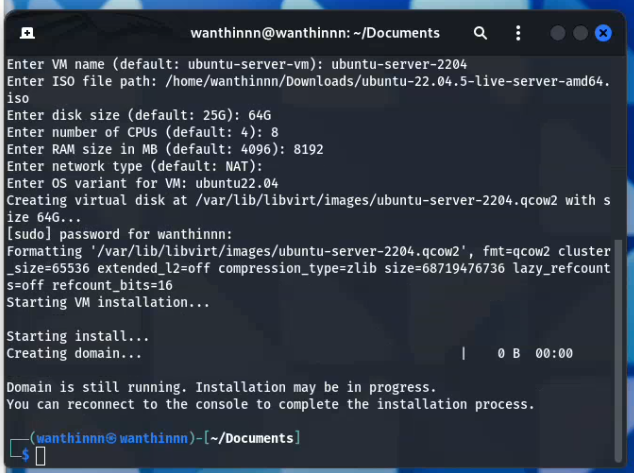 wanthinnn@wanthinnn: ~/Documents
Enter VM name (default: ubuntu-server-vm): ubuntu-server-2204
Enter ISO file path: /home/wanthinnn/Downloads/ubuntu-22.04.5-live-server-amd64.
iso
Enter disk size (default: 25G): 64G
Enter number of CPUs (default: 4): 8
Enter RAM size in MB (default: 4096): 8192
Enter network type (default: NAT):
Enter OS variant for VM: ubuntu22.04
Creating virtual disk at /var/lib/libvirt/images/ubuntu-server-2204.qcow2 with s
ize 64G...
[sudo] password for wanthinnn:
Formatting '/var/lib/libvirt/images/ubuntu-server-2204.qcow2', fmt=qcow2 cluster
_size=65536 extended_l2=off compression_type=zlib size=68719476736 lazy_refcount
s=off refcount_bits=16
Starting VM installation...
Starting install...
Creating domain... | 0 B 00:00
Domain is still running. Installation may be in progress.
You can reconnect to the console to complete the installation process.
┌──(wanthinnn㉿wanthinnn)-[~/Documents]
└─$